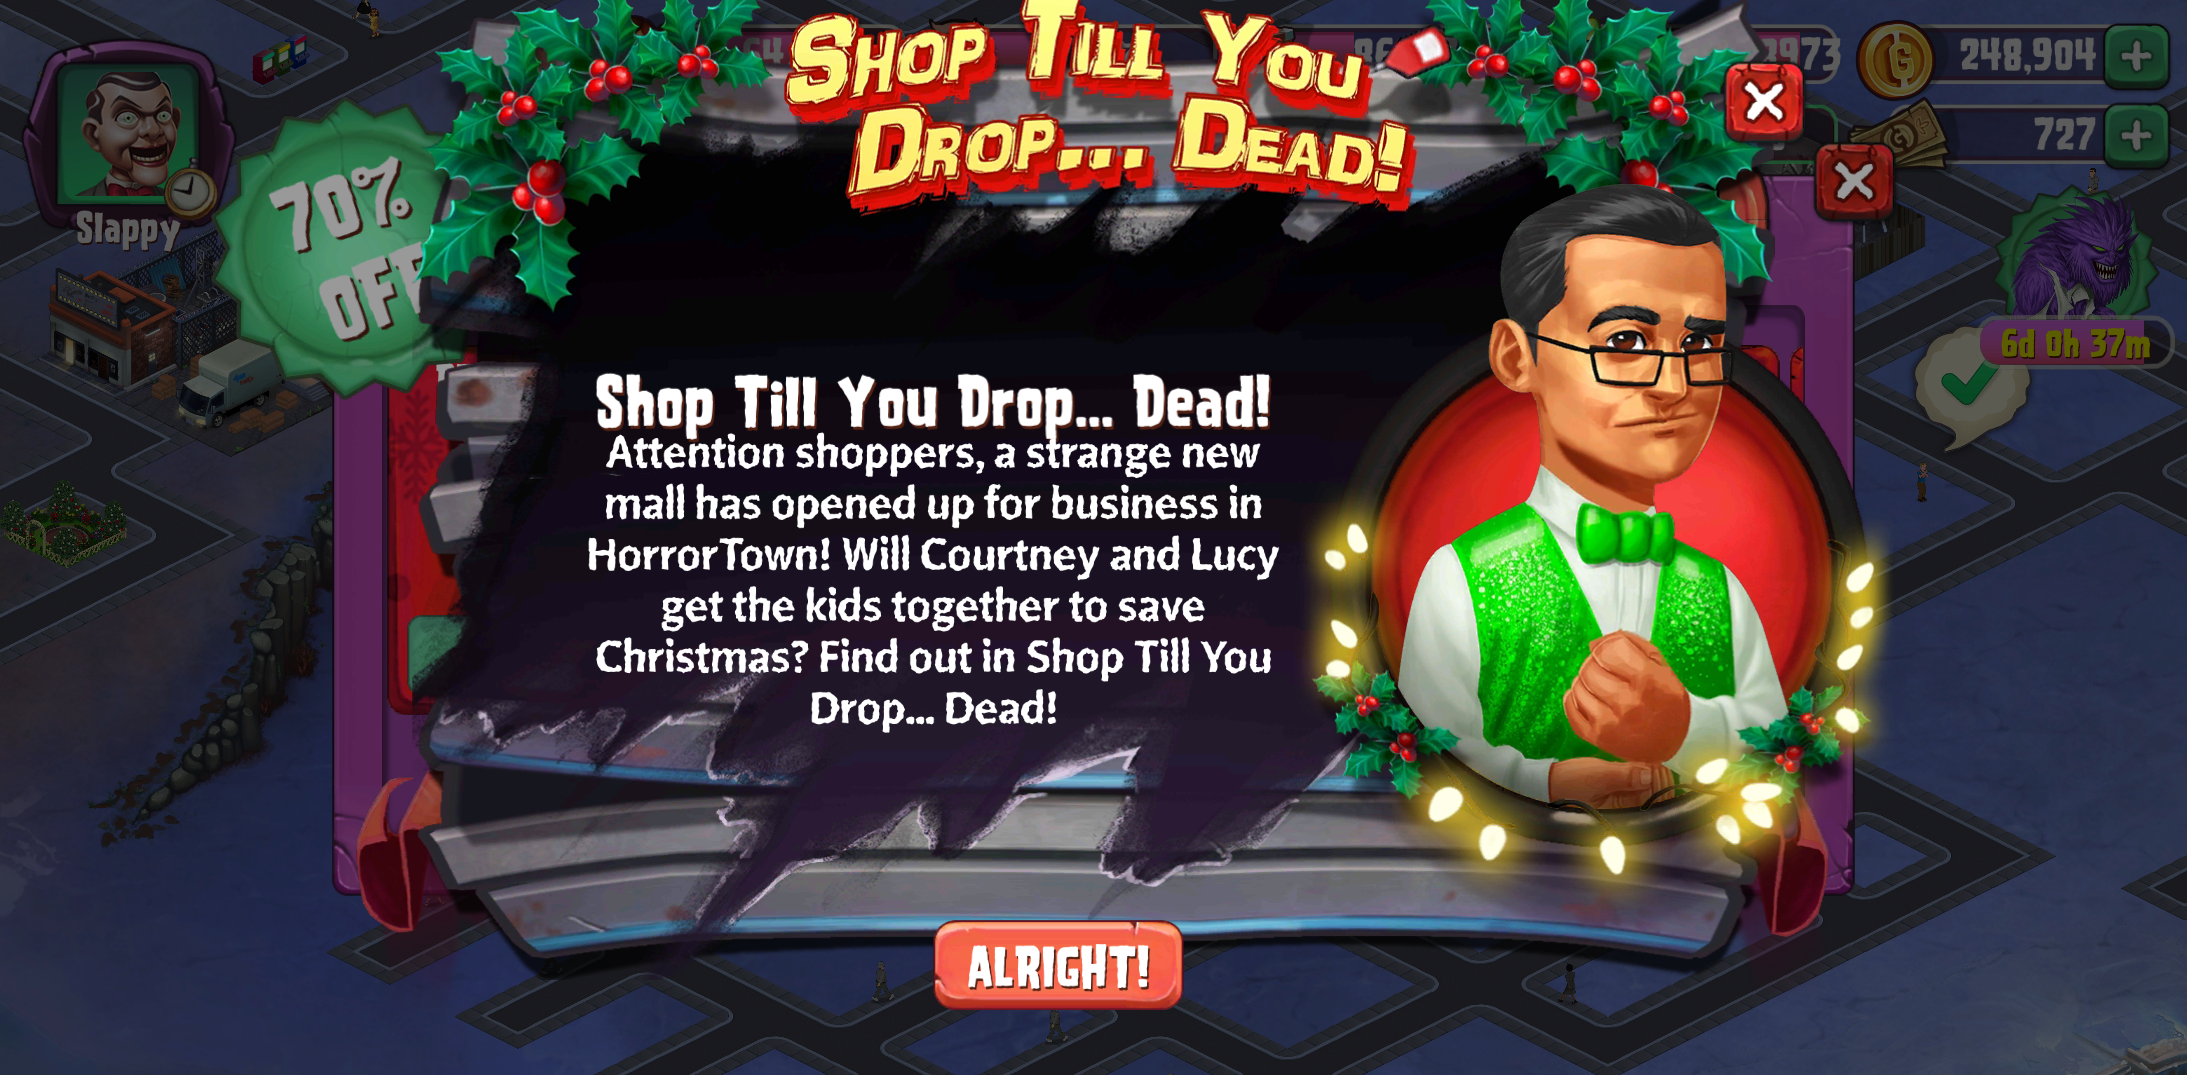 SHOP TILL YOU
DROP... DEAD!
3973
248,904
727
Slappy
70%
OFF
6d 0h 37m
Shop Till You Drop... Dead!
Attention shoppers, a strange new
mall has opened up for business in
HorrorTown! Will Courtney and Lucy
get the kids together to save
Christmas? Find out in Shop Till You
Drop... Dead!
ALRIGHT!